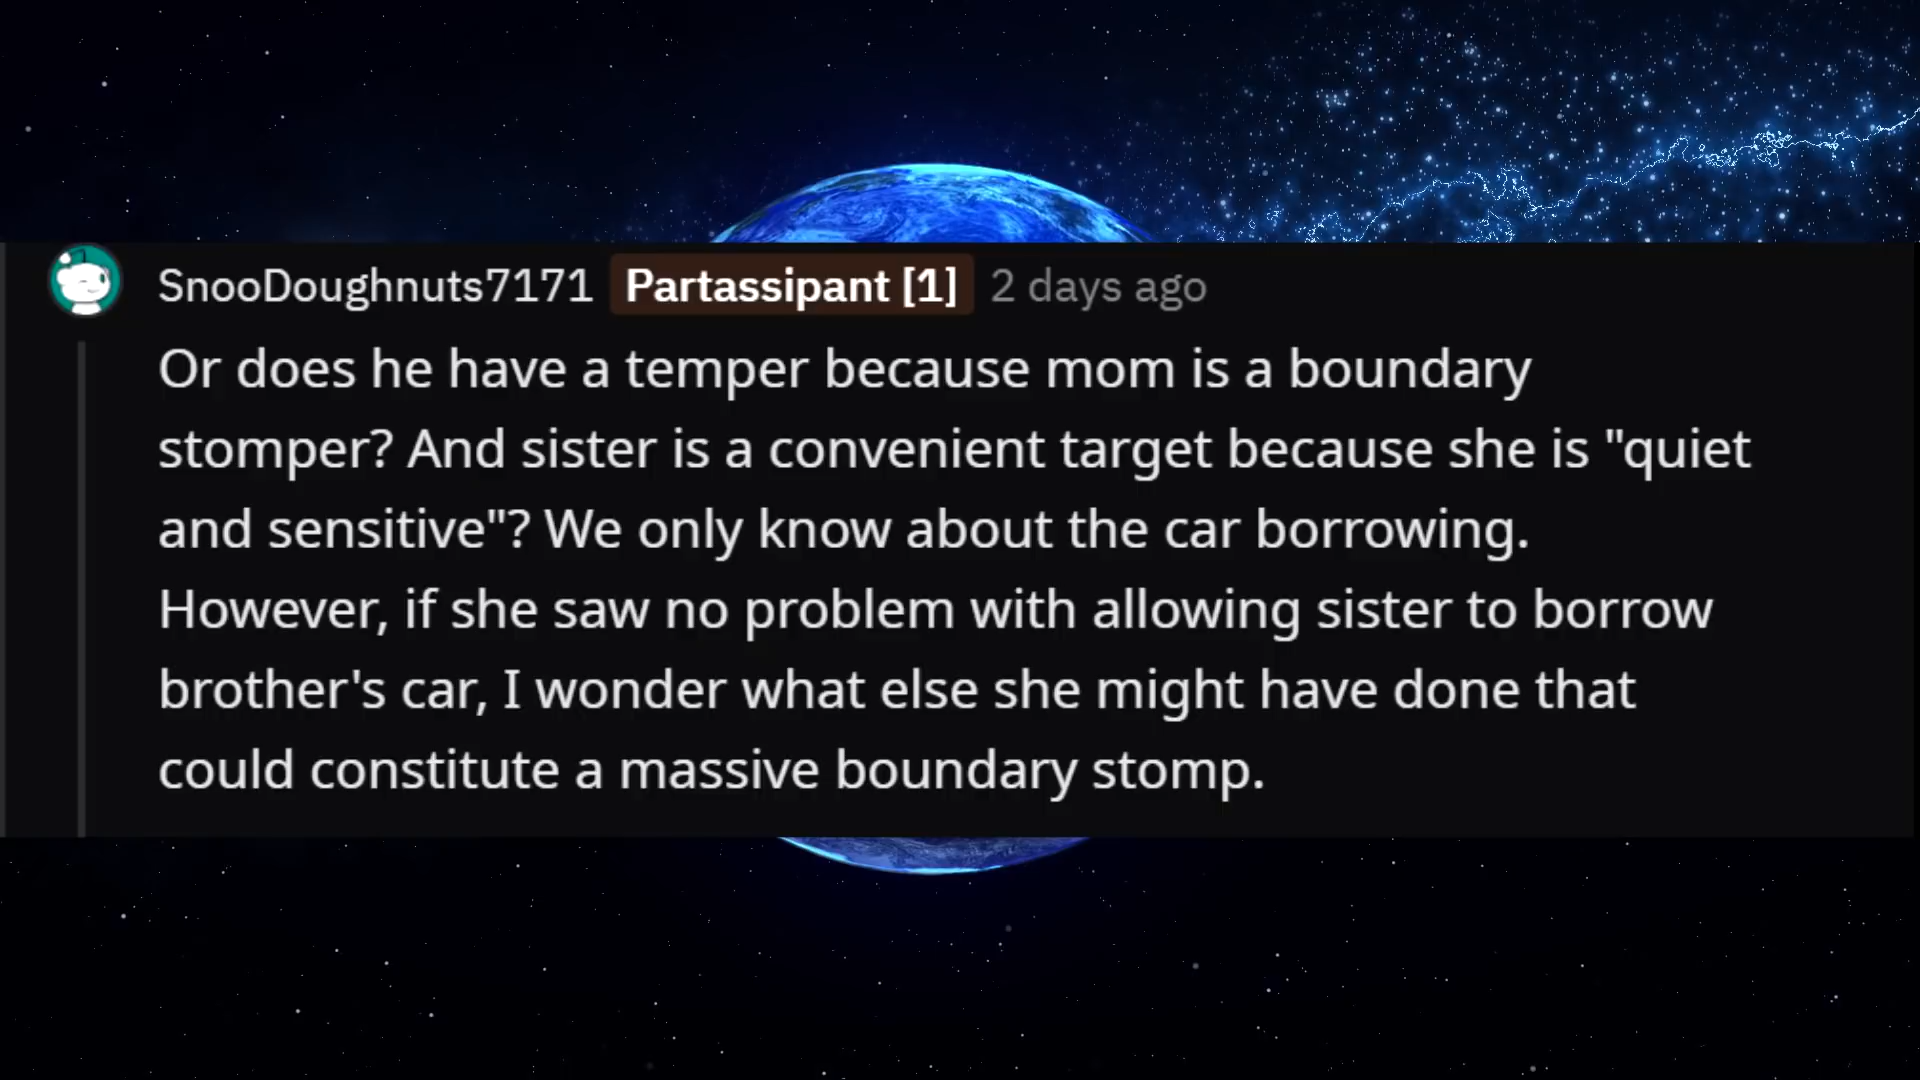 SnooDoughnuts7171 Partassipant [1] 2 days ago
Or does he have a temper because mom is a boundary
stomper? And sister is a convenient target because she is "quiet
and sensitive"? We only know about the car borrowing.
However, if she saw no problem with allowing sister to borrow
brother's car, I wonder what else she might have done that
could constitute a massive boundary stomp.